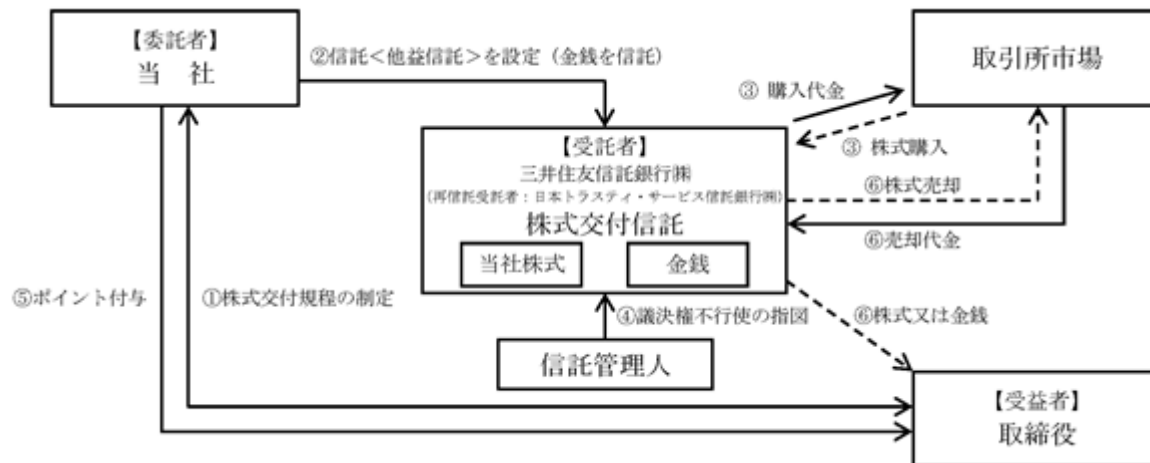 【委託者】
当　社
②信託＜他益信託＞を設定（金銭を信託）
取引所市場
③ 購入代金
③ 株式購入
【受託者】
三井住友信託銀行㈱
(再信託受託者：日本トラスティ・サービス信託銀行㈱)
株式交付信託
当社株式
金銭
⑥株式売却
⑥売却代金
⑤ポイント付与
①株式交付規程の制定
④議決権不行使の指図
⑥株式又は金銭
信託管理人
【受益者】
取締役